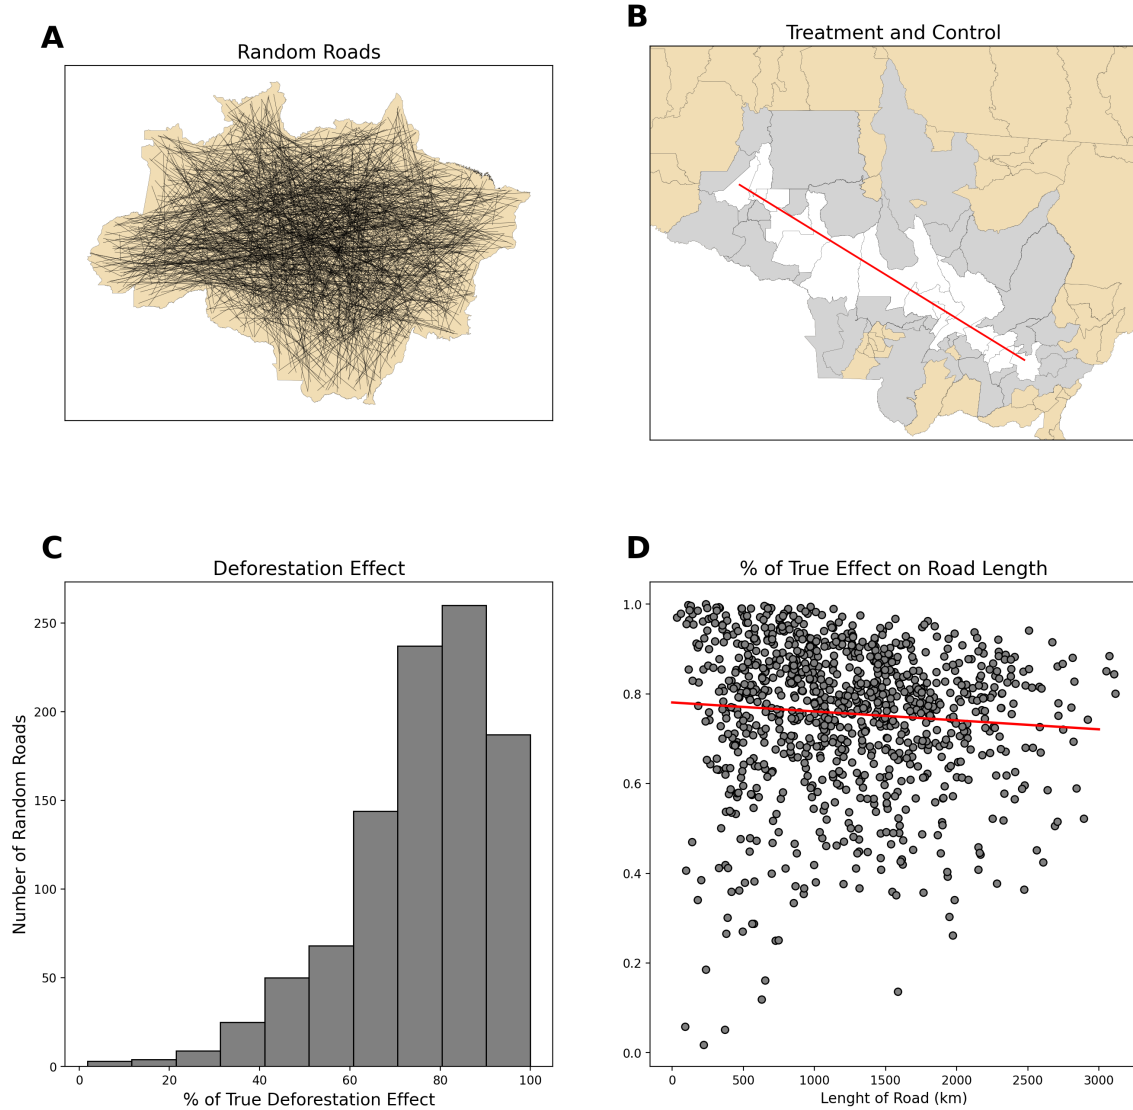 A
Random Roads
B
Treatment and Control
C
Deforestation Effect
250
200
150
100
50
0
Number of Random Roads
0 20 40 60 80 100
% of True Deforestation Effect
D
% of True Effect on Road Length
1.0
0.8
0.6
0.4
0.2
0.0
0 500 1000 1500 2000 2500 3000
Lenght of Road (km)